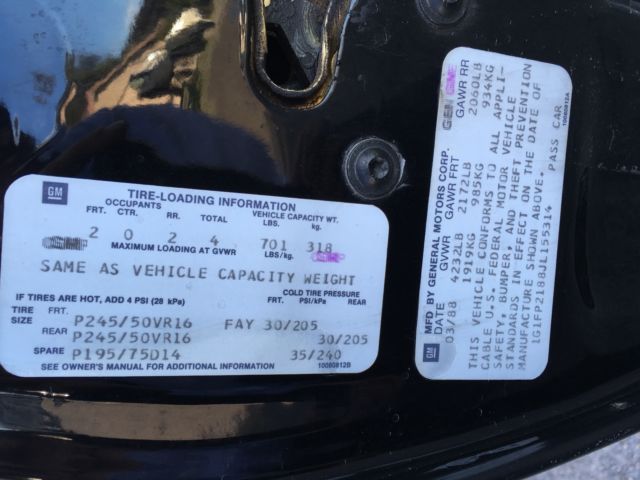 GM
TIRE-LOADING INFORMATION
OCCUPANTS
VEHICLE CAPACITY WT.
FRT. CTR. RR. TOTAL LBS. kg.
2 0 2 4 701 318
MAXIMUM LOADING AT GVWR LBS/kg.
SAME AS VEHICLE CAPACITY WEIGHT
IF TIRES ARE HOT, ADD 4 PSI (28 kPa)
COLD TIRE PRESSURE
TIRE SIZE FRT. FRT. PSI/kPa REAR
P245/50VR16 FAY 30/205
REAR P245/50VR16 30/205
SPARE P195/75D14 35/240
SEE OWNER'S MANUAL FOR ADDITIONAL INFORMATION 10080812B
GM
MFD BY GENERAL MOTORS CORP.
03/88 GVWR GAWR FRT GAWR RR
4232LB 2172LB 2060LB
1919KG 985KG 934KG
THIS VEHICLE CONFORMS TO ALL APPLI-
CABLE U.S. FEDERAL MOTOR VEHICLE
SAFETY, BUMPER, AND THEFT PREVENTION
STANDARDS IN EFFECT ON THE DATE OF
MANUFACTURE SHOWN ABOVE.
1G1FP2188JL155314 PASS CAR
10080812A